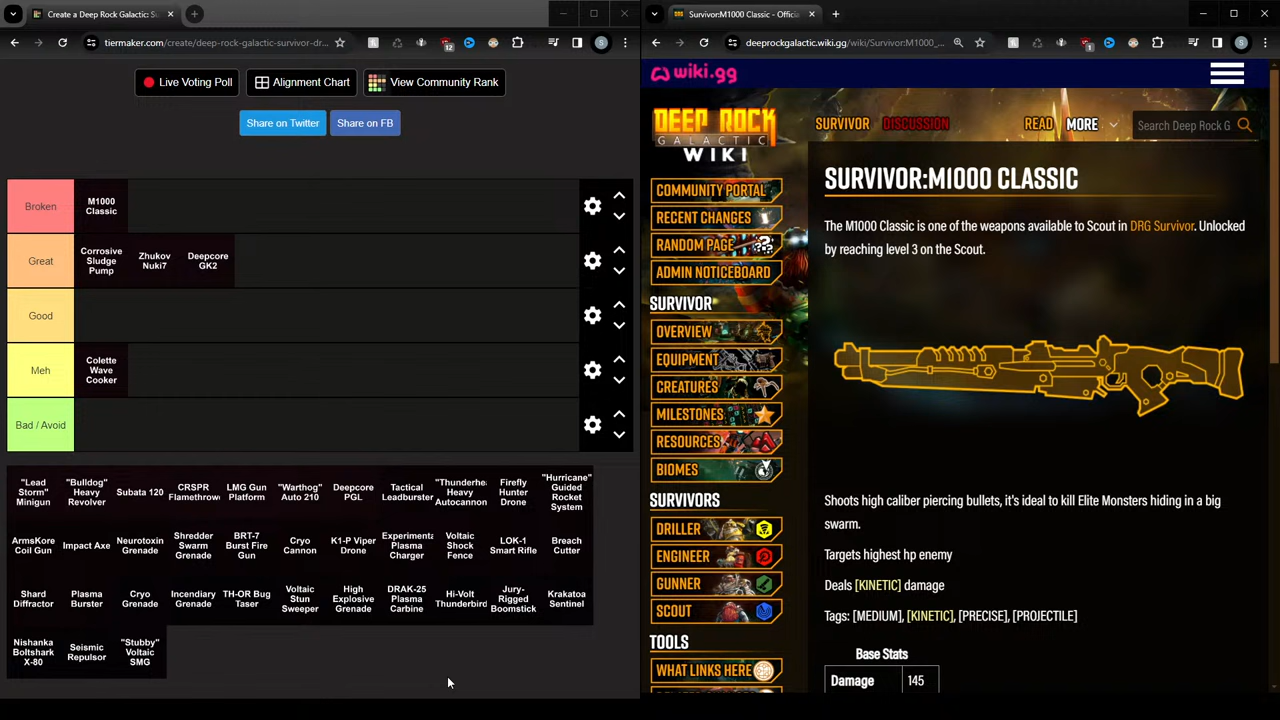 Create a Deep Rock Galactic: Su
tiermaker.com/create/deep-rock-galactic-survivor-dr...
12
S
Live Voting Poll
Alignment Chart
View Community Rank
Share on Twitter
Share on FB
Broken
M1000
Classic
Great
Corrosive
Sludge
Pump
Zhukov
Nuki7
Deepcore
GK2
Good
Meh
Colette
Wave
Cooker
Bad / Avoid
"Lead
Storm"
Minigun
"Bulldog"
Heavy
Revolver
Subata 120
CRSPR
Flamethrow
LMG Gun
Platform
"Warthog"
Auto 210
Deepcore
PGL
Tactical
Leadburster
"Thunderhe
Heavy
Autocannon
Firefly
Hunter
Drone
"Hurricane"
Guided
Rocket
System
ArmsKore
Coil Gun
Impact Axe
Neurotoxin
Grenade
Shredder
Swarm
Grenade
BRT-7
Burst Fire
Gun
Cryo
Cannon
K1-P Viper
Drone
Experimenta
Plasma
Charger
Voltaic
Shock
Fence
LOK-1
Smart Rifle
Breach
Cutter
Shard
Diffractor
Plasma
Burster
Cryo
Grenade
Incendiary
Grenade
TH-OR Bug
Taser
Voltaic
Stun
Sweeper
High
Explosive
Grenade
DRAK-25
Plasma
Carbine
Hi-Volt
Thunderbird
Jury-
Rigged
Boomstick
Krakatoa
Sentinel
Nishanka
Boltshark
X-80
Seismic
Repulsor
"Stubby"
Voltaic
SMG
Survivor:M1000 Classic - Officia
deeprockgalactic.wiki.gg/wiki/Survivor:M1000_...
1
S
wiki.gg
DEEP ROCK
GALACTIC
WIKI
SURVIVOR
DISCUSSION
READ
MORE
Search Deep Rock G
COMMUNITY PORTAL
RECENT CHANGES
RANDOM PAGE
ADMIN NOTICEBOARD
SURVIVOR
OVERVIEW
EQUIPMENT
CREATURES
MILESTONES
RESOURCES
BIOMES
SURVIVORS
DRILLER
ENGINEER
GUNNER
SCOUT
TOOLS
WHAT LINKS HERE
SURVIVOR:M1000 CLASSIC
The M1000 Classic is one of the weapons available to Scout in DRG Survivor. Unlocked
by reaching level 3 on the Scout.
Shoots high caliber piercing bullets, it's ideal to kill Elite Monsters hiding in a big
swarm.
Targets highest hp enemy
Deals [KINETIC] damage
Tags: [MEDIUM], [KINETIC], [PRECISE], [PROJECTILE]
Base Stats
Damage 145